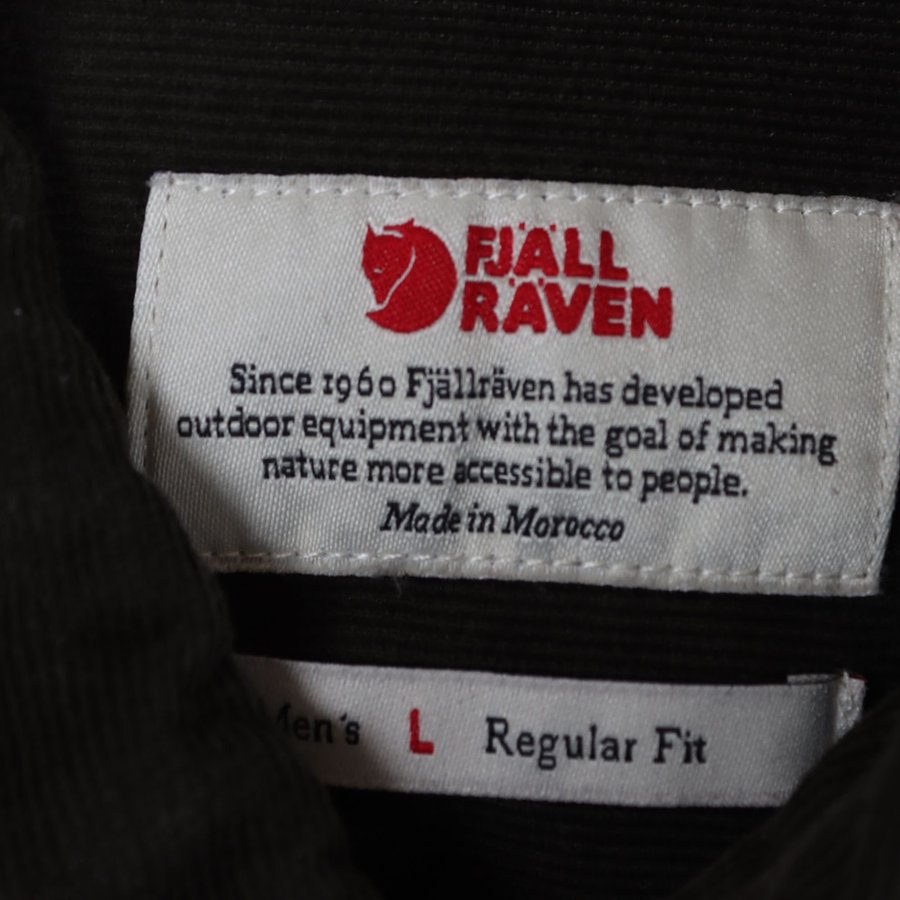 FJÄLL
RÄVEN
Since 1960 Fjällräven has developed
outdoor equipment with the goal of making
nature more accessible to people.
Made in Morocco
Men's L Regular Fit